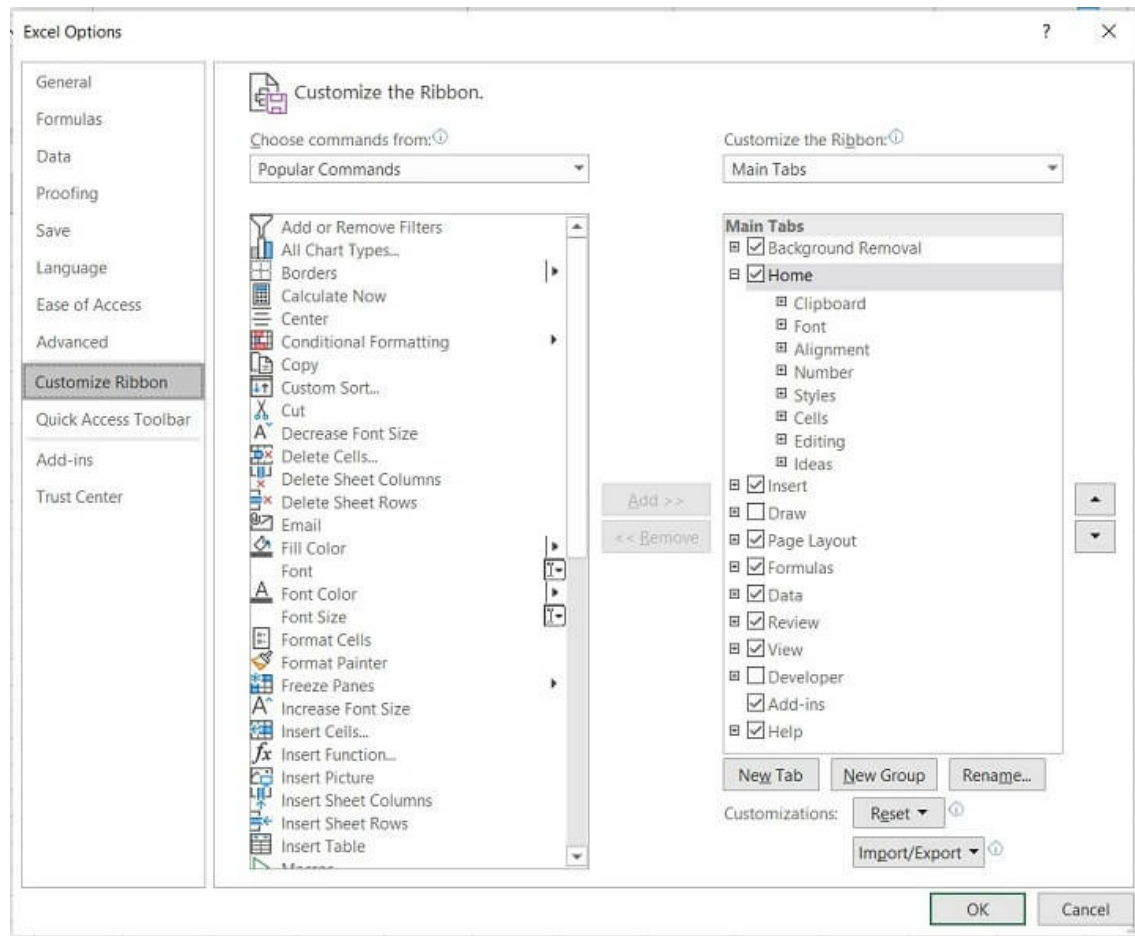 Excel Options
?
General
Formulas
Data
Proofing
Save
Language
Ease of Access
Advanced
Customize Ribbon
Quick Access Toolbar
Add-ins
Trust Center
Customize the Ribbon.
Choose commands from:
Popular Commands
Add or Remove Filters
All Chart Types...
Borders
Calculate Now
Center
Conditional Formatting
Copy
Custom Sort...
Cut
Decrease Font Size
Delete Cells...
Delete Sheet Columns
Delete Sheet Rows
Email
Fill Color
Font
Font Color
Font Size
Format Cells
Format Painter
Freeze Panes
Increase Font Size
Insert Cells...
Insert Function...
Insert Picture
Insert Sheet Columns
Insert Sheet Rows
Insert Table
Macros
Add >>
<< Remove
Customize the Ribbon:
Main Tabs
Main Tabs
Background Removal
Home
Clipboard
Font
Alignment
Number
Styles
Cells
Editing
Ideas
Insert
Draw
Page Layout
Formulas
Data
Review
View
Developer
Add-ins
Help
New Tab
New Group
Rename...
Customizations:
Reset
Import/Export
OK
Cancel